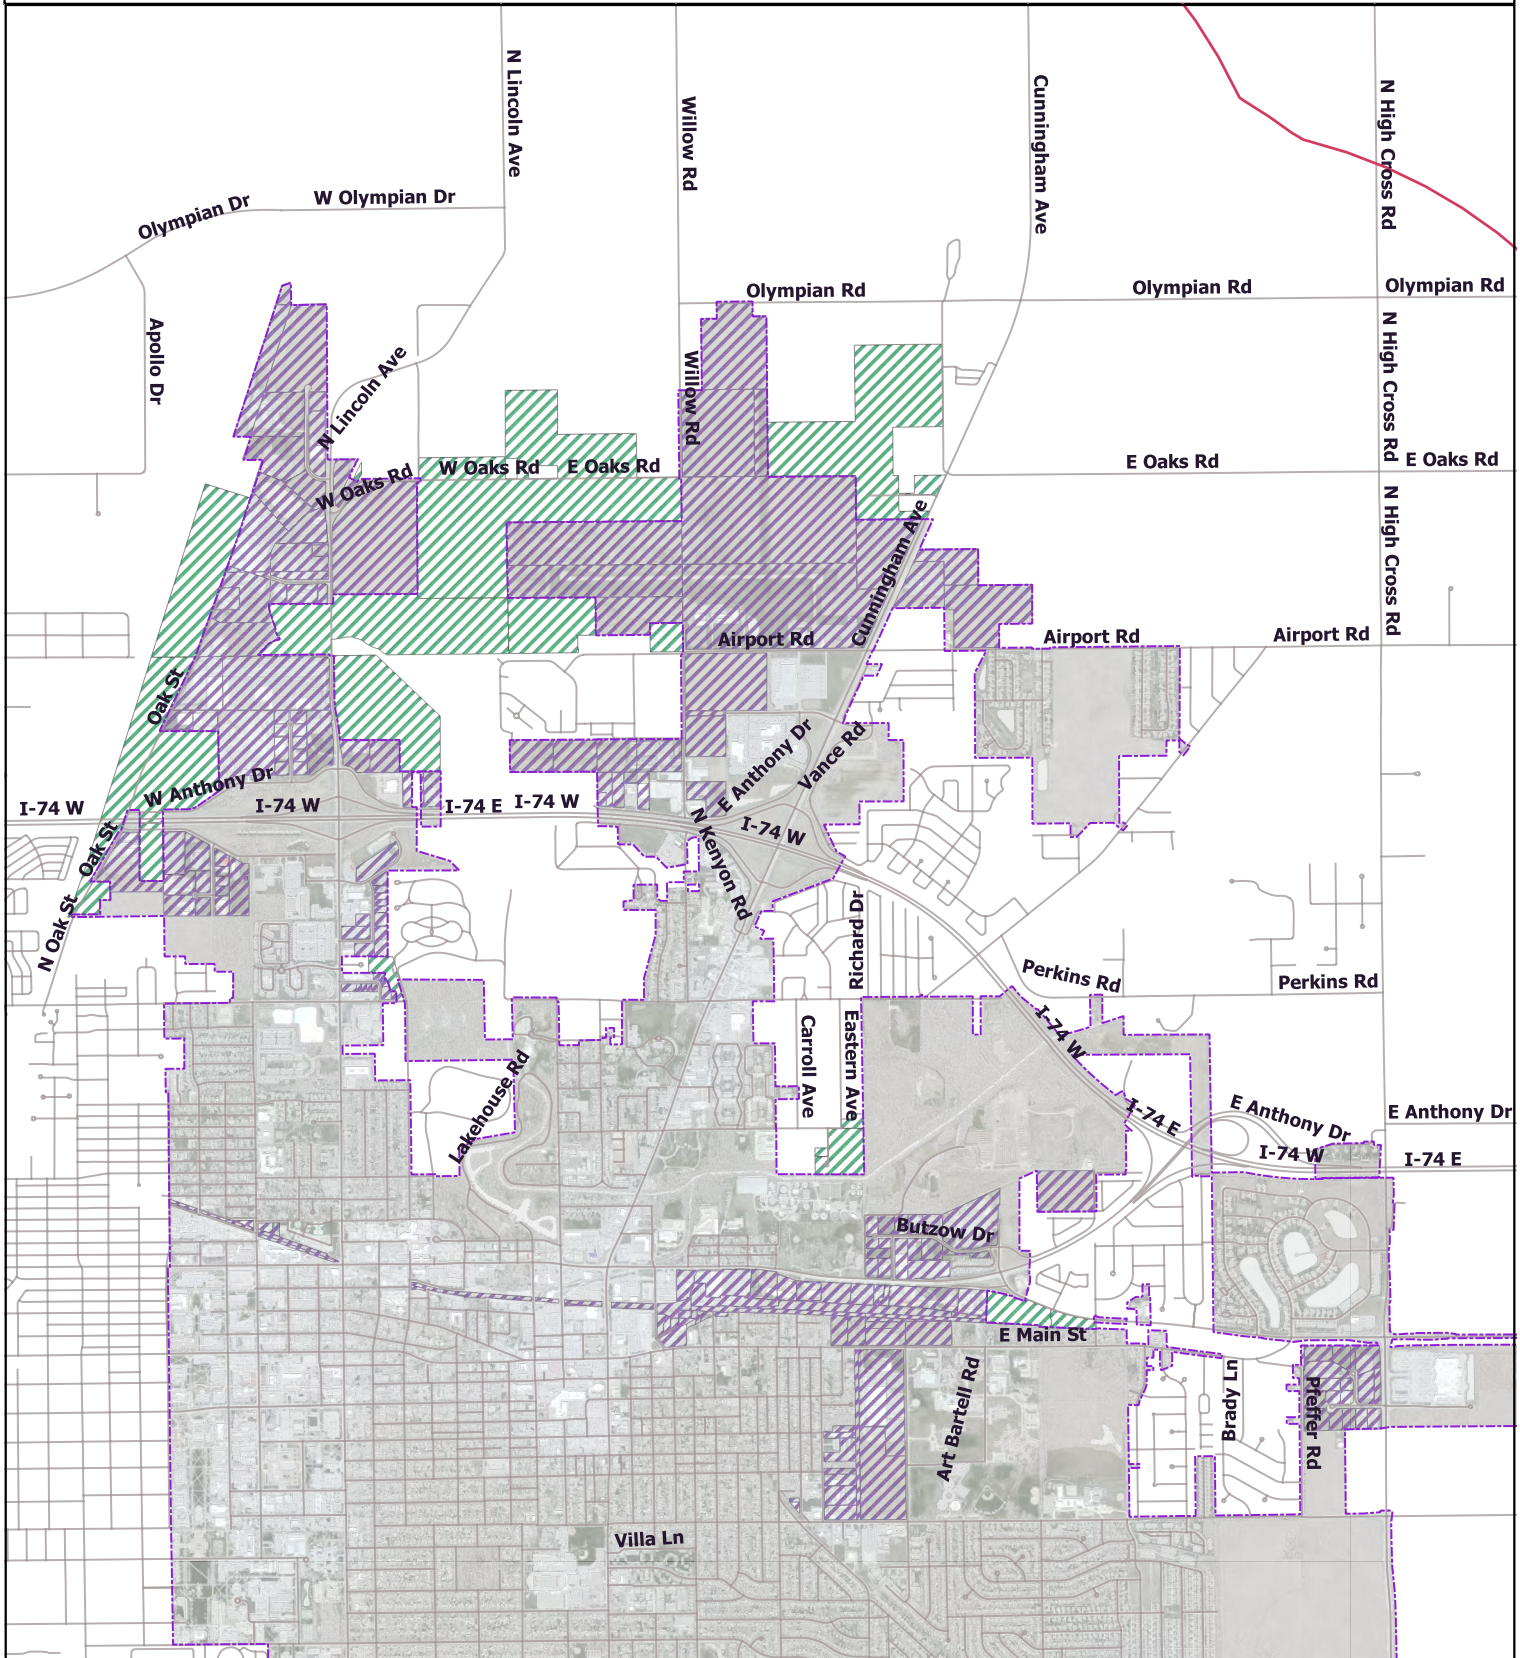 N Lincoln Ave
Willow Rd
Cunningham Ave
N High Cross Rd
Olympian Dr
W Olympian Dr
Olympian Rd
Olympian Rd
Olympian Rd
Apollo Dr
N Lincoln Ave
Willow Rd
N High Cross Rd
W Oaks Rd
W Oaks Rd
E Oaks Rd
E Oaks Rd
E Oaks Rd
Cunningham Ave
N High Cross Rd
Airport Rd
Airport Rd
Airport Rd
Oak St
W Anthony Dr
E Anthony Dr
Vance Rd
I-74 W
I-74 W
I-74 E
I-74 W
I-74 W
Oak St
N Kenyon Rd
N Oak St
Richard Dr
Perkins Rd
Perkins Rd
I-74 W
Carroll Ave
Eastern Ave
Lakehouse Rd
I-74 E
E Anthony Dr
E Anthony Dr
I-74 W
I-74 E
Butzow Dr
E Main St
Art Bartell Rd
Brady Ln
Pfeffer Rd
Villa Ln